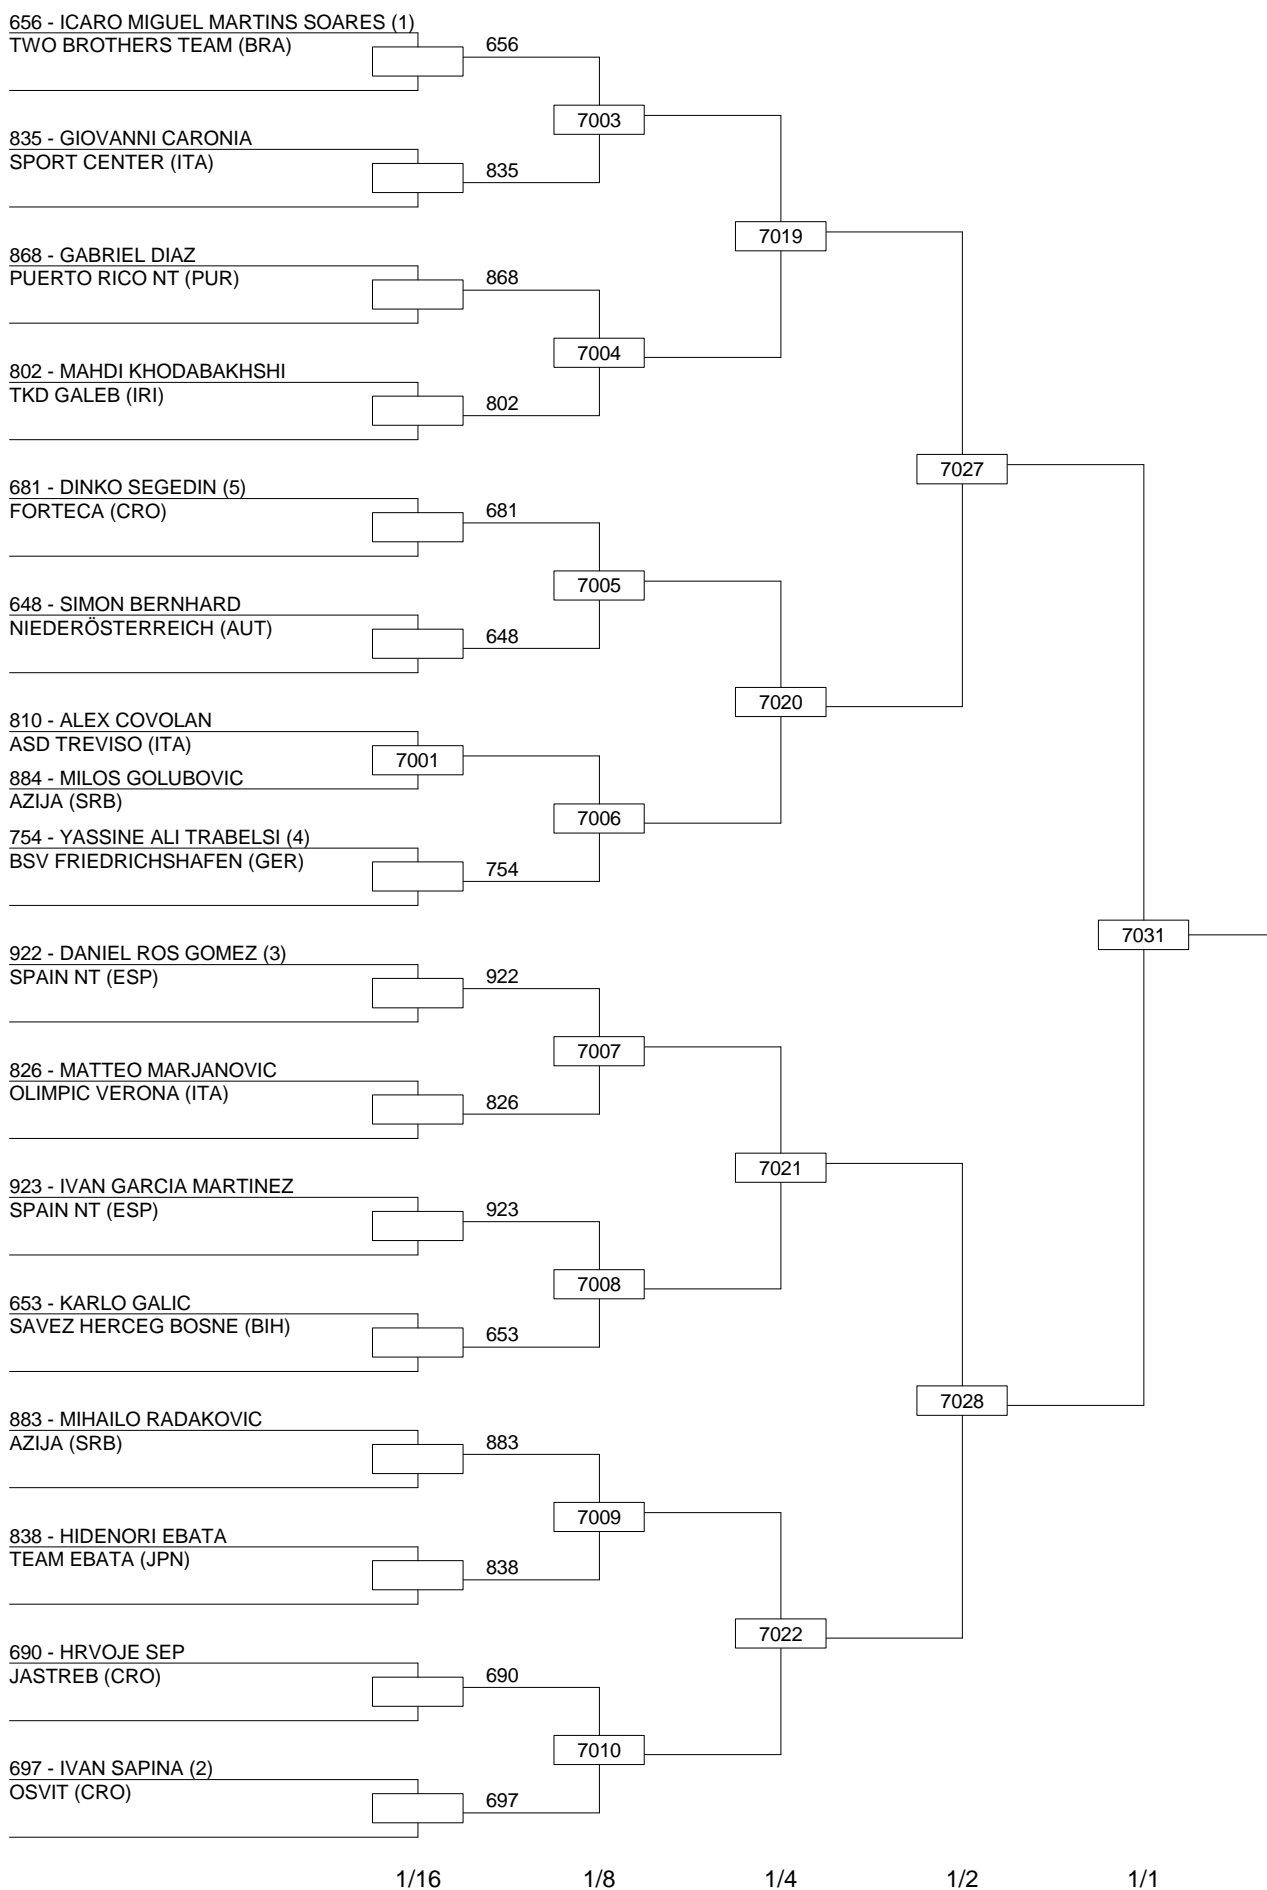 656 - ICARO MIGUEL MARTINS SOARES (1)
TWO BROTHERS TEAM (BRA)
656
7003
835 - GIOVANNI CARONIA
SPORT CENTER (ITA)
835
7019
868 - GABRIEL DIAZ
PUERTO RICO NT (PUR)
868
7004
802 - MAHDI KHODABAKHSHI
TKD GALEB (IRI)
802
7027
681 - DINKO SEGEDIN (5)
FORTECA (CRO)
681
7005
648 - SIMON BERNHARD
NIEDERÖSTERREICH (AUT)
648
7020
810 - ALEX COVOLAN
ASD TREVISO (ITA)
7001
884 - MILOS GOLUBOVIC
AZIJA (SRB)
7006
754 - YASSINE ALI TRABELSI (4)
BSV FRIEDRICHSHAFEN (GER)
754
7031
922 - DANIEL ROS GOMEZ (3)
SPAIN NT (ESP)
922
7007
826 - MATTEO MARJANOVIC
OLIMPIC VERONA (ITA)
826
7021
923 - IVAN GARCIA MARTINEZ
SPAIN NT (ESP)
923
7008
653 - KARLO GALIC
SAVEZ HERCEG BOSNE (BIH)
653
7028
883 - MIHAILO RADAKOVIC
AZIJA (SRB)
883
7009
838 - HIDENORI EBATA
TEAM EBATA (JPN)
838
7022
690 - HRVOJE SEP
JASTREB (CRO)
690
7010
697 - IVAN SAPINA (2)
OSVIT (CRO)
697
1/16 1/8 1/4 1/2 1/1